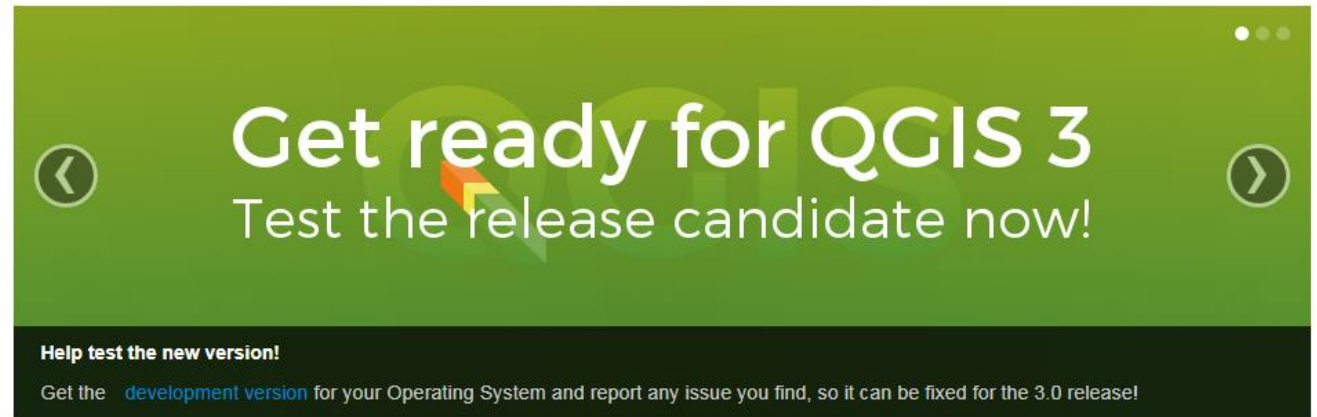 QGIS
Get ready for QGIS 3
Test the release candidate now!
Help test the new version!
Get the development version for your Operating System and report any issue you find, so it can be fixed for the 3.0 release!